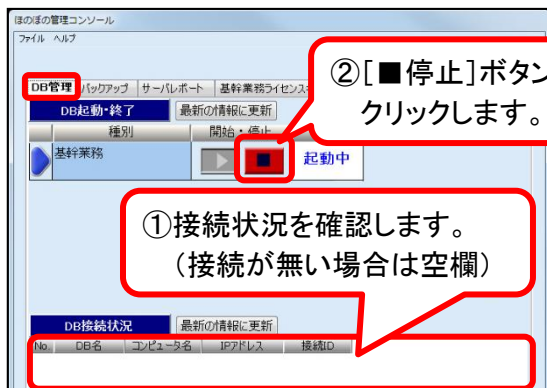 ほのぼの管理コンソール
ファイル ヘルプ
DB管理 バックアップ サーバレポート 基幹業務ライセンス
②[■停止]ボタン
クリックします。
DB起動・終了 最新の情報に更新
種別 開始・停止
基幹業務 起動中
①接続状況を確認します。
（接続が無い場合は空欄）
DB接続状況 最新の情報に更新
No. DB名 コンピュータ名 IPアドレス 接続ID